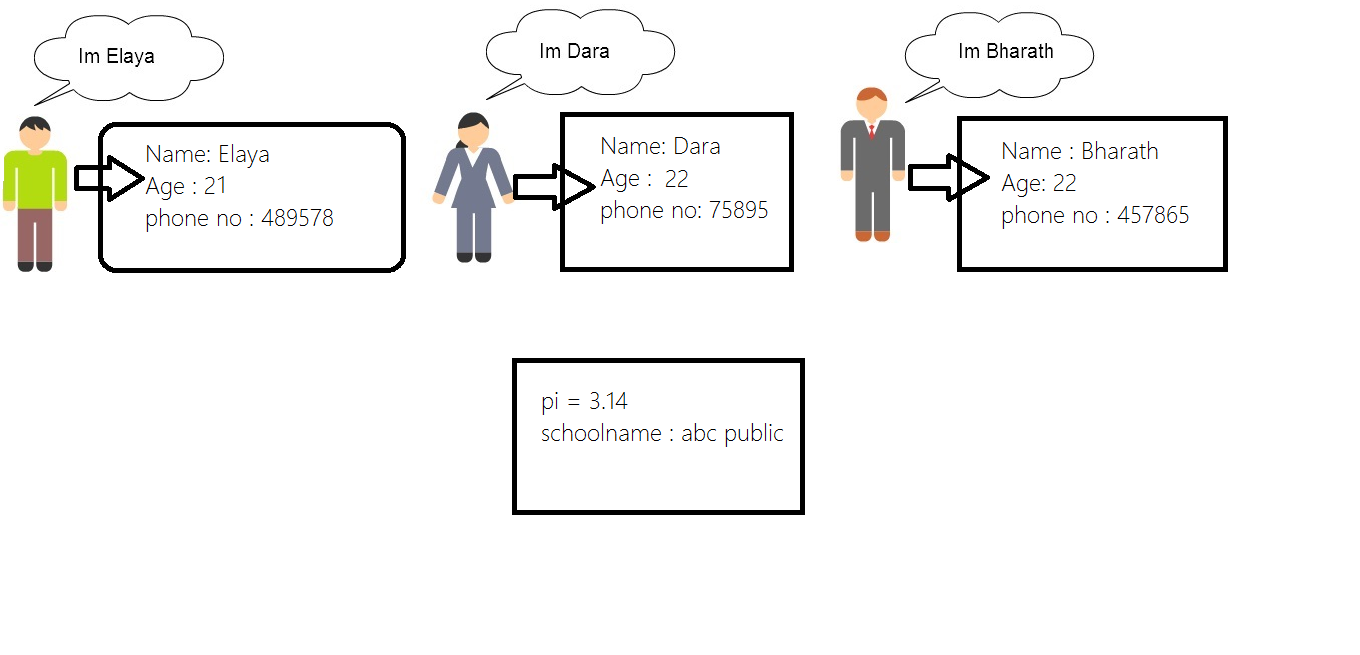 Im Elaya
Im Dara
Im Bharath
Name: Elaya
Age : 21
phone no : 489578
Name: Dara
Age :  22
phone no: 75895
Name : Bharath
Age: 22
phone no : 457865
pi = 3.14
schoolname : abc public